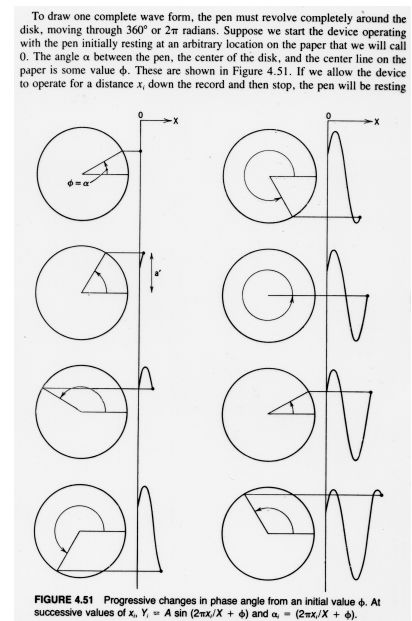 To draw one complete wave form, the pen must revolve completely around the
disk, moving through 360° or 2π radians. Suppose we start the device operating
with the pen initially resting at an arbitrary location on the paper that we will call
0. The angle α between the pen, the center of the disk, and the center line on the
paper is some value ϕ. These are shown in Figure 4.51. If we allow the device
to operate for a distance xᵢ down the record and then stop, the pen will be resting
0
X
ϕ = α
a'
0
X
FIGURE 4.51 Progressive changes in phase angle from an initial value ϕ. At
successive values of xᵢ, Yᵢ = A sin (2πxᵢ/X + ϕ) and αᵢ = (2πxᵢ/X + ϕ).